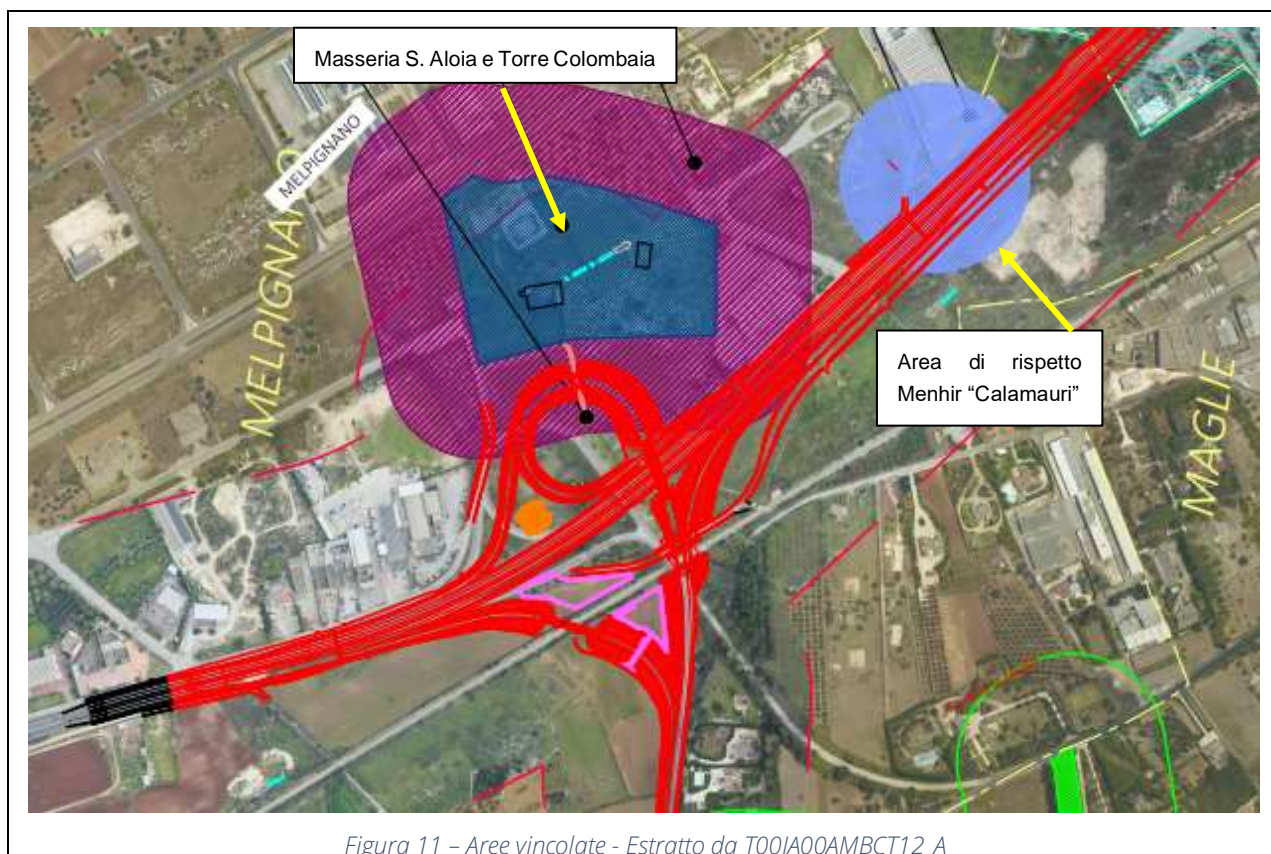 Masseria S. Aloia e Torre Colombaia
MELPIGNANO
MELPIGNANO
Area di rispetto
Menhir “Calamauri”
MAGLIE
Figura 11 – Aree vincolate - Estratto da T00IA00AMBCT12_A